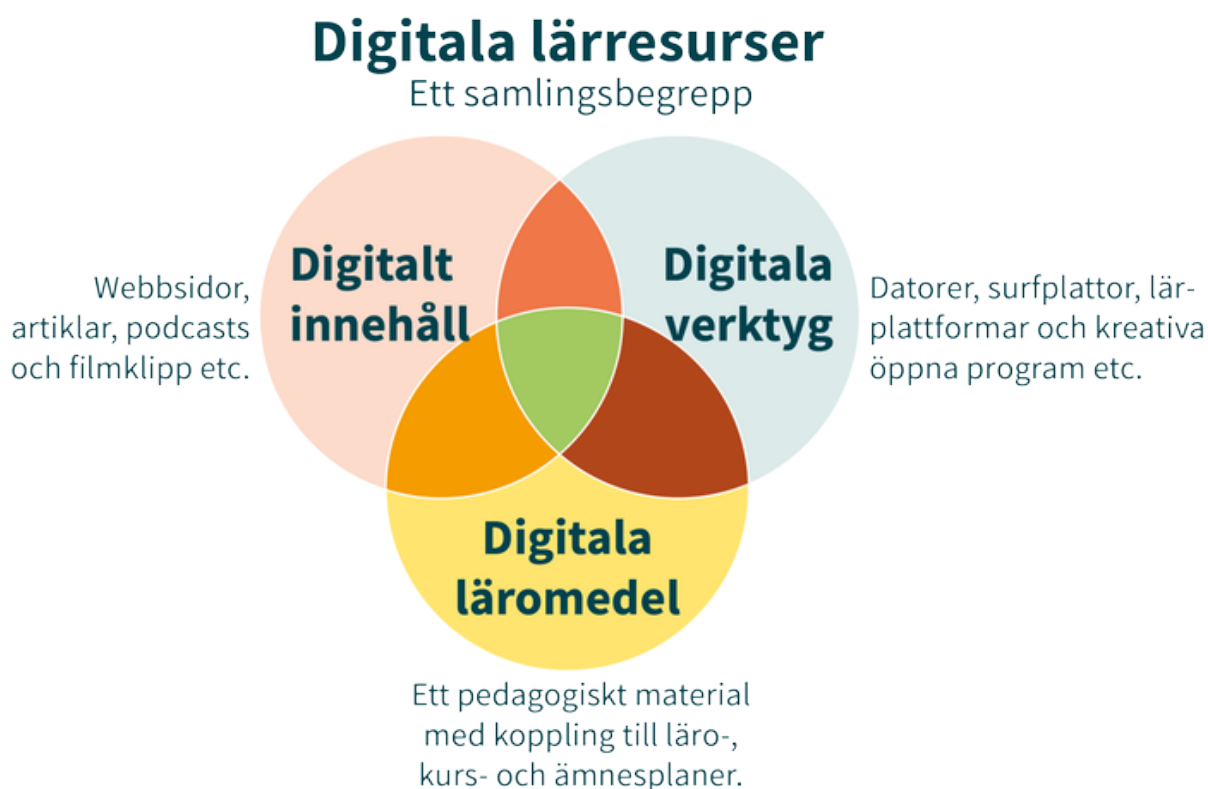 Digitala lärresurser
Ett samlingsbegrepp
Digitalt
innehåll
Digitala
verktyg
Webbsidor,
artiklar, podcasts
och filmklipp etc.
Datorer, surfplattor, lär-
plattformar och kreativa
öppna program etc.
Digitala
läromedel
Ett pedagogiskt material
med koppling till läro-,
kurs- och ämnesplaner.